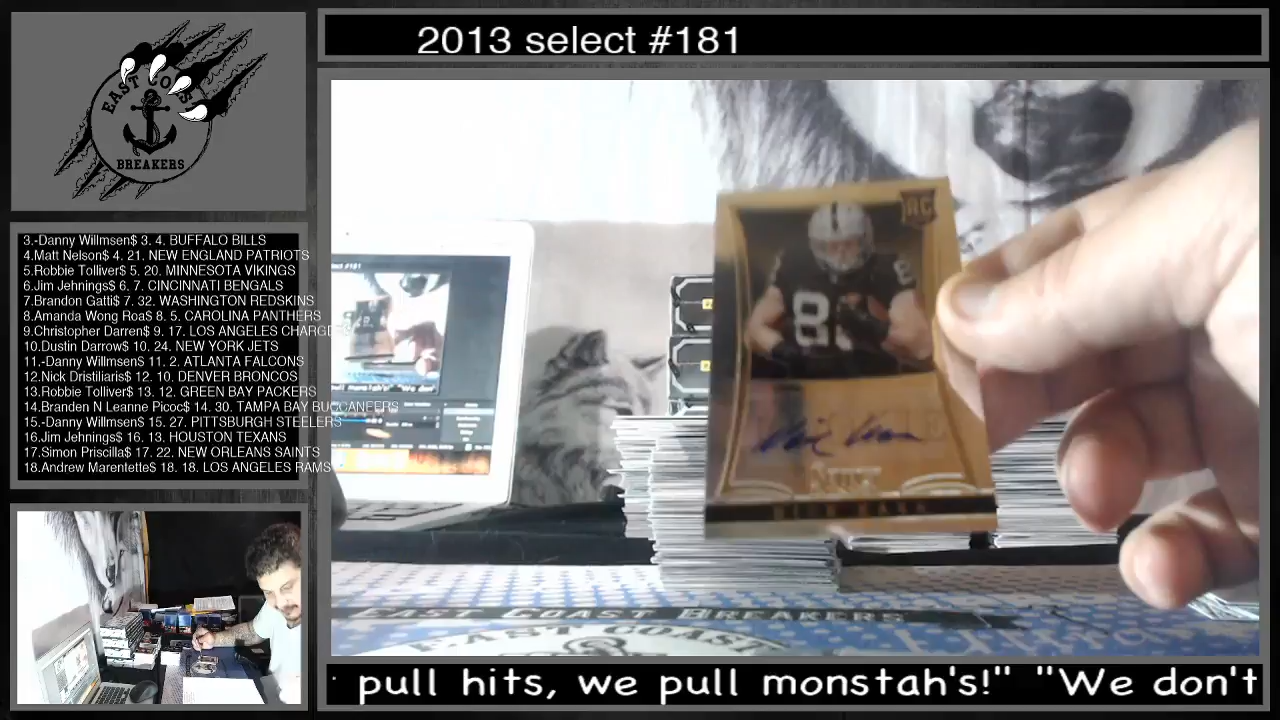 2013 select #181
EAST COAST
BREAKERS
3.-Danny Willmsen$ 3. 4. BUFFALO BILLS
4.Matt Nelson$ 4. 21. NEW ENGLAND PATRIOTS
5.Robbie Tolliver$ 5. 20. MINNESOTA VIKINGS
6.Jim Jehnings$ 6. 7. CINCINNATI BENGALS
7.Brandon Gatti$ 7. 32. WASHINGTON REDSKINS
8.Amanda Wong Roa$ 8. 5. CAROLINA PANTHERS
9.Christopher Darren$ 9. 17. LOS ANGELES CHARGERS
10.Dustin Darrow$ 10. 24. NEW YORK JETS
11.-Danny Willmsen$ 11. 2. ATLANTA FALCONS
12.Nick Dristiliaris$ 12. 10. DENVER BRONCOS
13.Robbie Tolliver$ 13. 12. GREEN BAY PACKERS
14.Branden N Leanne Picoc$ 14. 30. TAMPA BAY BUCCANEERS
15.-Danny Willmsen$ 15. 27. PITTSBURGH STEELERS
16.Jim Jehnings$ 16. 13. HOUSTON TEXANS
17.Simon Priscilla$ 17. 22. NEW ORLEANS SAINTS
18.Andrew Marentette$ 18. 18. LOS ANGELES RAMS
RC
8
EAST COAST BREAKERS
EAST COAST
pull hits, we pull monstah's!" "We don't